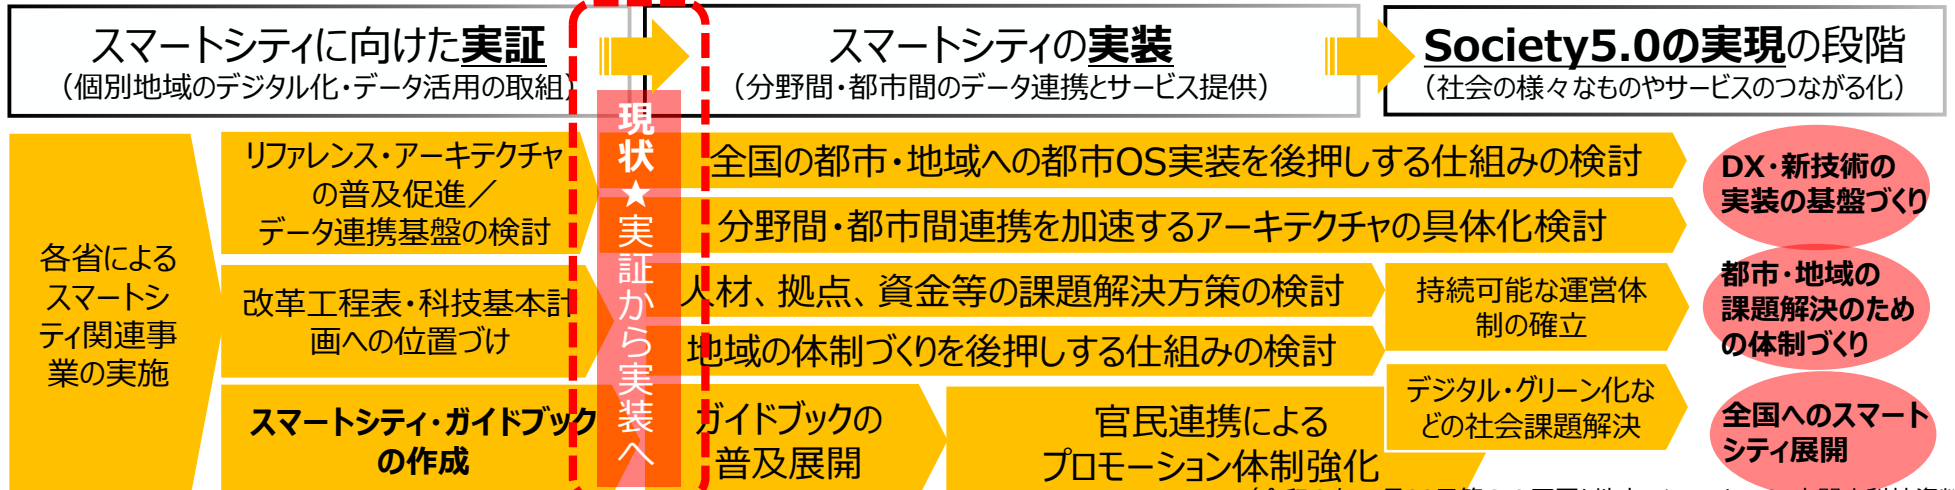 スマートシティに向けた実証
（個別地域のデジタル化・データ活用の取組）
スマートシティの実装
（分野間・都市間のデータ連携とサービス提供）
Society5.0の実現の段階
（社会の様々なものやサービスのつながる化）
現状★実証から実装へ
各省による
スマートシ
ティ関連事
業の実施
リファレンス・アーキテクチャ
の普及促進／
データ連携基盤の検討
改革工程表・科技基本計
画への位置づけ
スマートシティ・ガイドブック
の作成
全国の都市・地域への都市OS実装を後押しする仕組みの検討
分野間・都市間連携を加速するアーキテクチャの具体化検討
人材、拠点、資金等の課題解決方策の検討
地域の体制づくりを後押しする仕組みの検討
ガイドブックの
普及展開
官民連携による
プロモーション体制強化
持続可能な運営体
制の確立
デジタル・グリーン化な
どの社会課題解決
DX・新技術の
実装の基盤づくり
都市・地域の
課題解決のため
の体制づくり
全国へのスマート
シティ展開